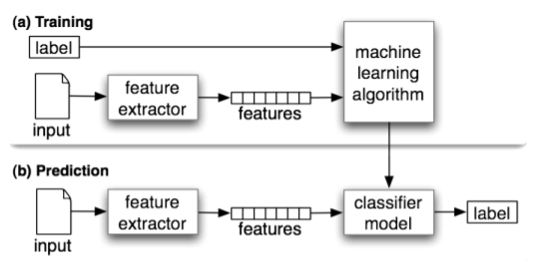 (a) Training
label
machine
learning
algorithm
feature
extractor
features
input
(b) Prediction
feature
extractor
features
classifier
model
label
input